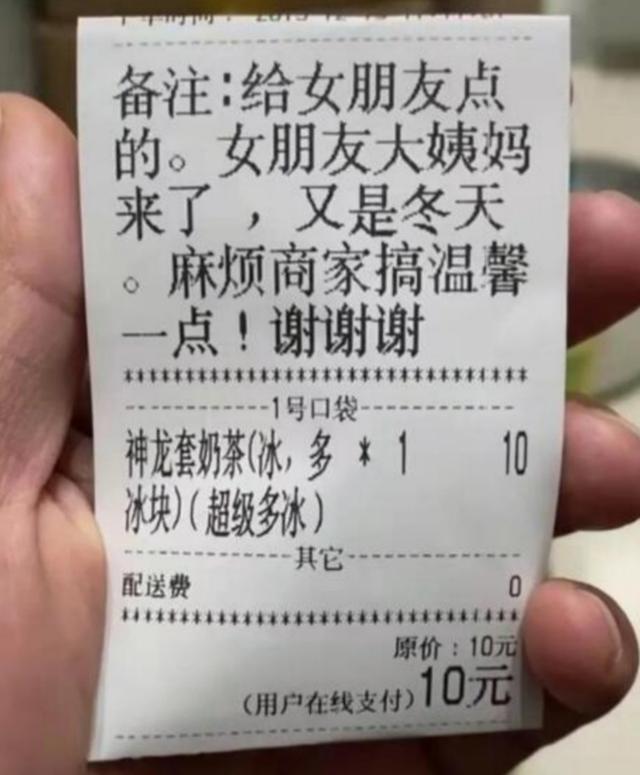 备注:给女朋友点
的。女朋友大姨妈
来了，又是冬天
。麻烦商家搞温馨
一点！谢谢谢
******************************
-----------1号口袋-----------
神龙套奶茶(冰，多 * 1 10
冰块)(超级多冰)
-------------其它-------------
配送费 0
******************************
原价：10元
(用户在线支付)10元